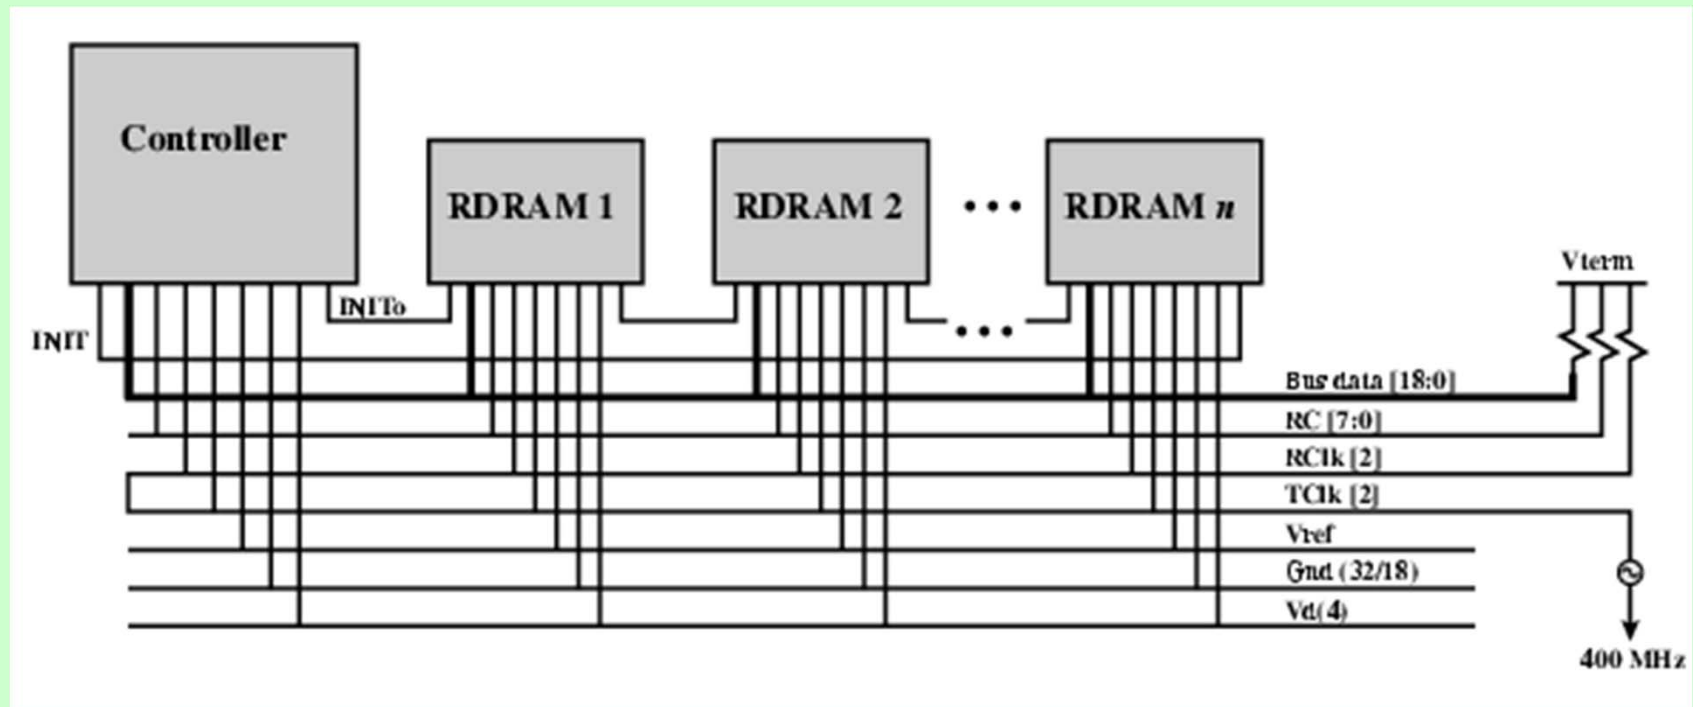 Controller
RDRAM 1
RDRAM 2
• • •
RDRAM n
Vterm
INITo
INIT
• • •
Bus data [18:0]
RC [7:0]
RClk [2]
TClk [2]
Vref
Gnd (32/18)
Vd(4)
400 MHz